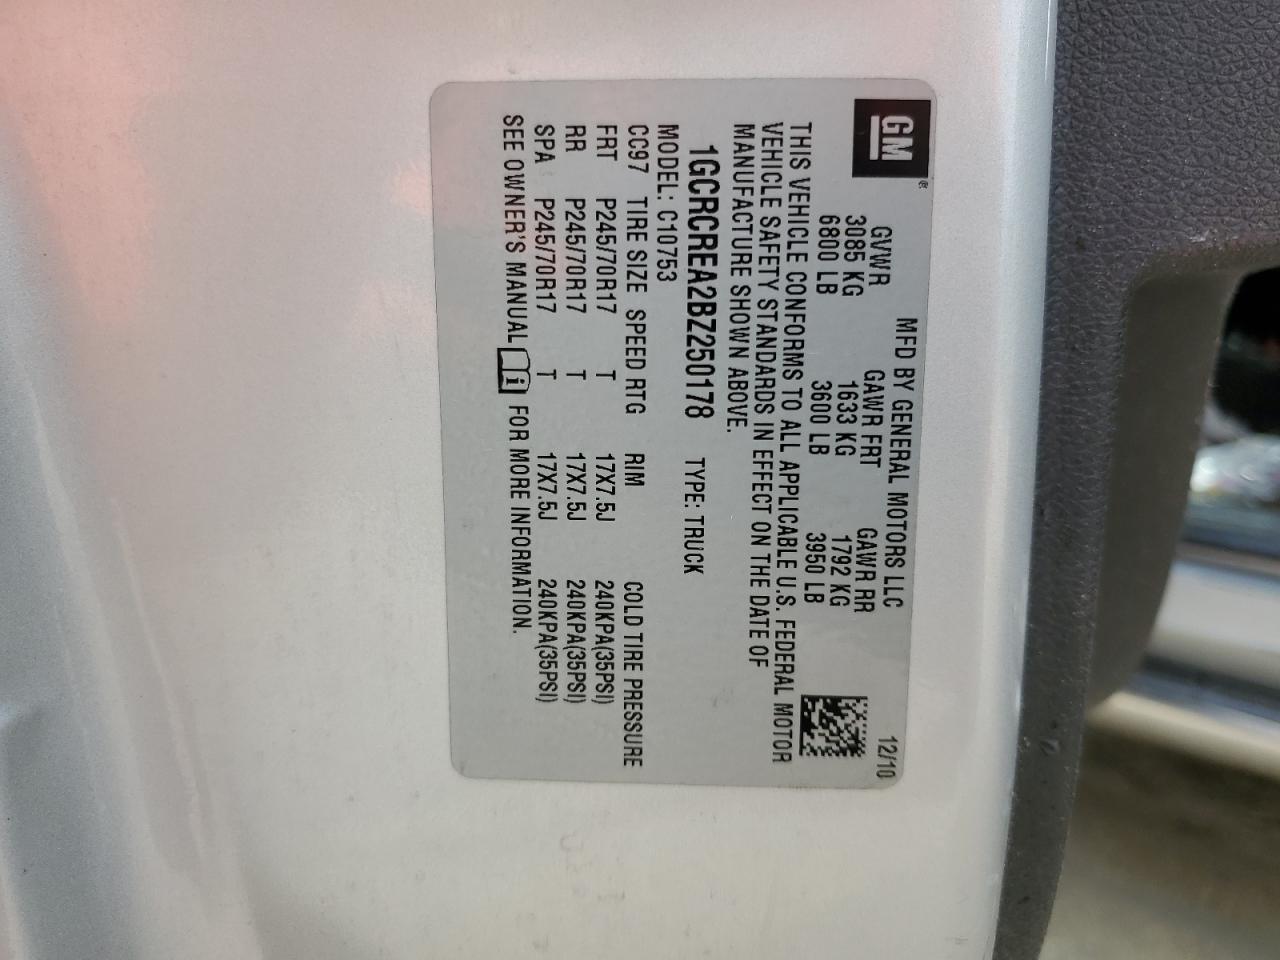 GM
®
MFD BY GENERAL MOTORS LLC 12/10
GVWR GAWR FRT GAWR RR
3085 KG 1633 KG 1792 KG
6800 LB 3600 LB 3950 LB
THIS VEHICLE CONFORMS TO ALL APPLICABLE U.S. FEDERAL MOTOR
VEHICLE SAFETY STANDARDS IN EFFECT ON THE DATE OF
MANUFACTURE SHOWN ABOVE.
1GCRCREA2BZ250178 TYPE: TRUCK
MODEL: C10753
CC97 TIRE SIZE SPEED RTG RIM COLD TIRE PRESSURE
FRT P245/70R17 T 17X7.5J 240KPA(35PSI)
RR P245/70R17 T 17X7.5J 240KPA(35PSI)
SPA P245/70R17 T 17X7.5J 240KPA(35PSI)
SEE OWNER'S MANUAL i FOR MORE INFORMATION.